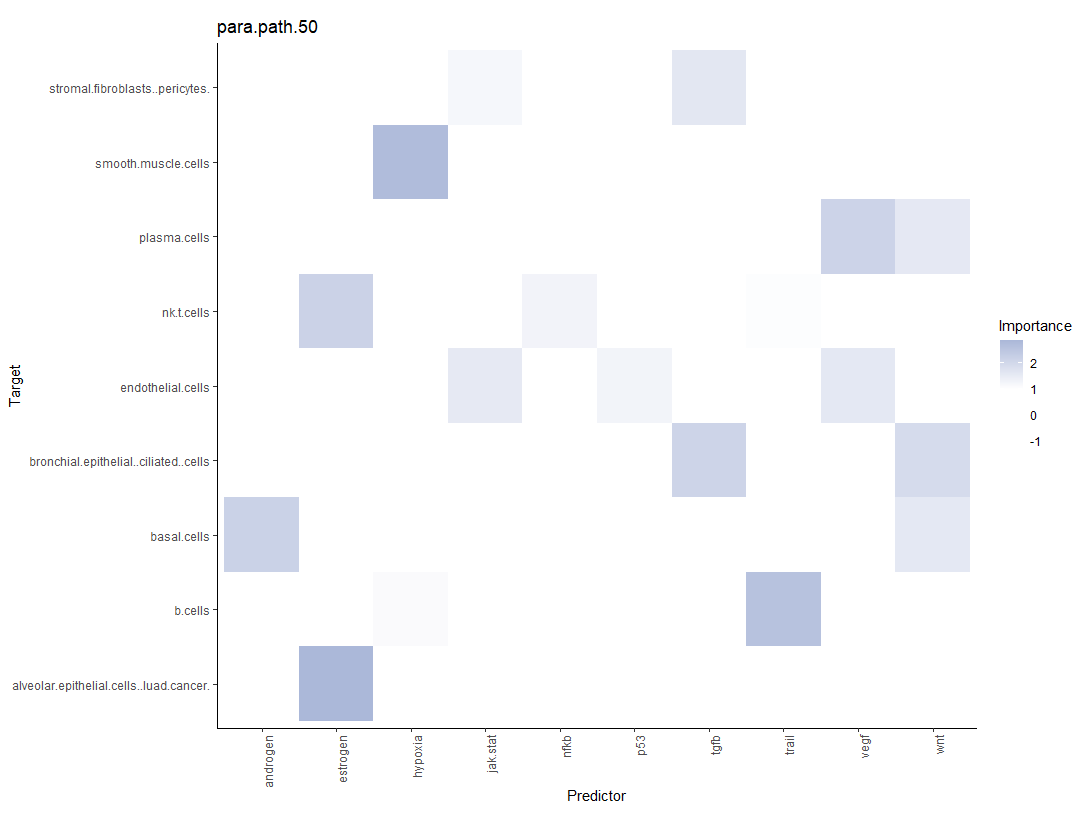 para.path.50
stromal.fibroblasts..pericytes.
smooth.muscle.cells
plasma.cells
nk.t.cells
endothelial.cells
bronchial.epithelial..ciliated..cells
basal.cells
b.cells
alveolar.epithelial.cells..luad.cancer.
Target
androgen
estrogen
hypoxia
jak.stat
nfkb
p53
tgfb
trail
vegf
wnt
Predictor
Importance
2
1
0
-1